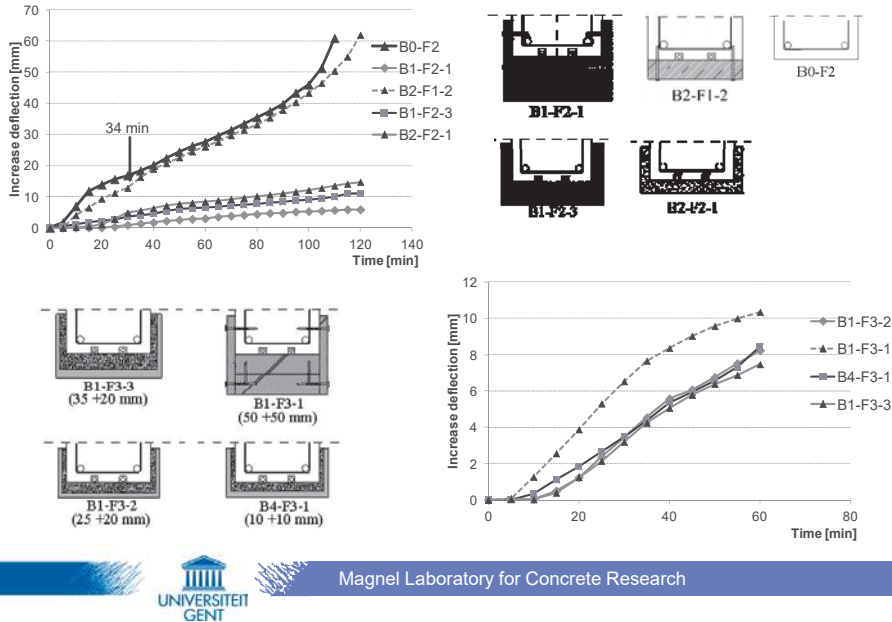 70
60
50
40
30
20
10
0
0 20 40 60 80 100 120 140
Increase deflection [mm]
Time [min]
34 min
B0-F2
B1-F2-1
B2-F1-2
B1-F2-3
B2-F2-1
B1-F2-1
B2-F1-2
B0-F2
B1-F2-3
B2-F2-1
B1-F3-3
(35 +20 mm)
B1-F3-1
(50 +50 mm)
B1-F3-2
(25 +20 mm)
B4-F3-1
(10 +10 mm)
12
10
8
6
4
2
0
0 20 40 60 80
Increase deflection [mm]
Time [min]
B1-F3-2
B1-F3-1
B4-F3-1
B1-F3-3
UNIVERSITEIT
GENT
Magnel Laboratory for Concrete Research